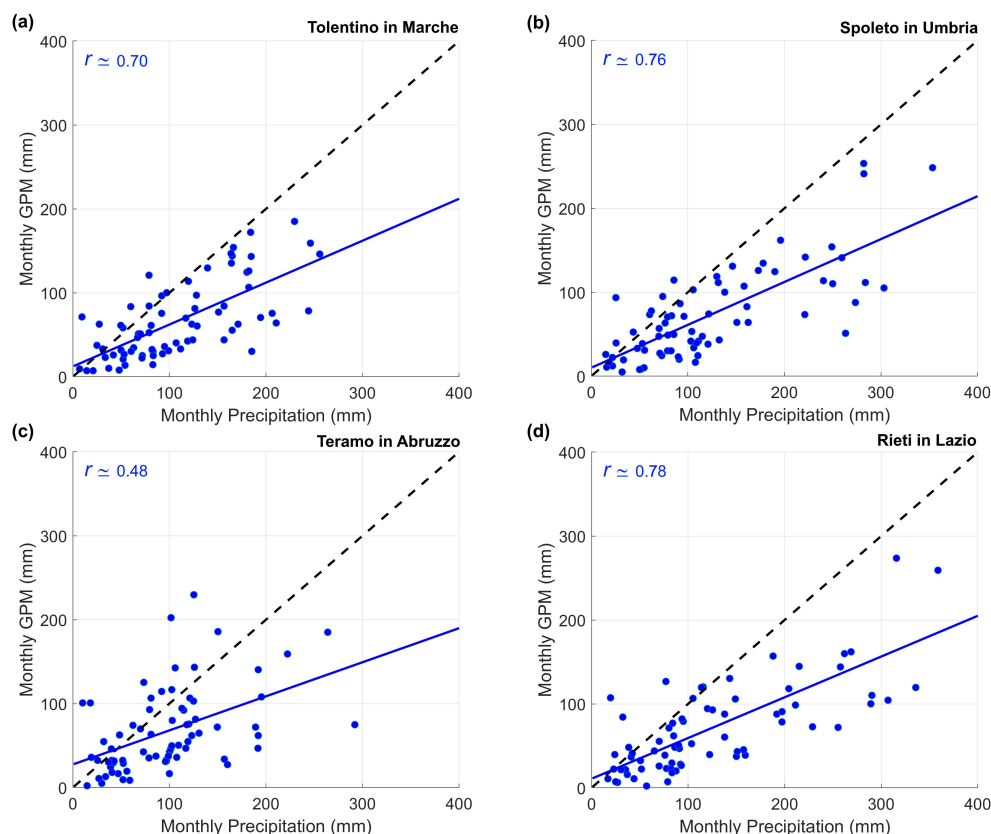 (a)
Tolentino in Marche
r ≃ 0.70
400
300
200
100
0
Monthly GPM (mm)
0 100 200 300 400
Monthly Precipitation (mm)
(b)
Spoleto in Umbria
r ≃ 0.76
400
300
200
100
0
Monthly GPM (mm)
0 100 200 300 400
Monthly Precipitation (mm)
(c)
Teramo in Abruzzo
r ≃ 0.48
400
300
200
100
0
Monthly GPM (mm)
0 100 200 300 400
Monthly Precipitation (mm)
(d)
Rieti in Lazio
r ≃ 0.78
400
300
200
100
0
Monthly GPM (mm)
0 100 200 300 400
Monthly Precipitation (mm)